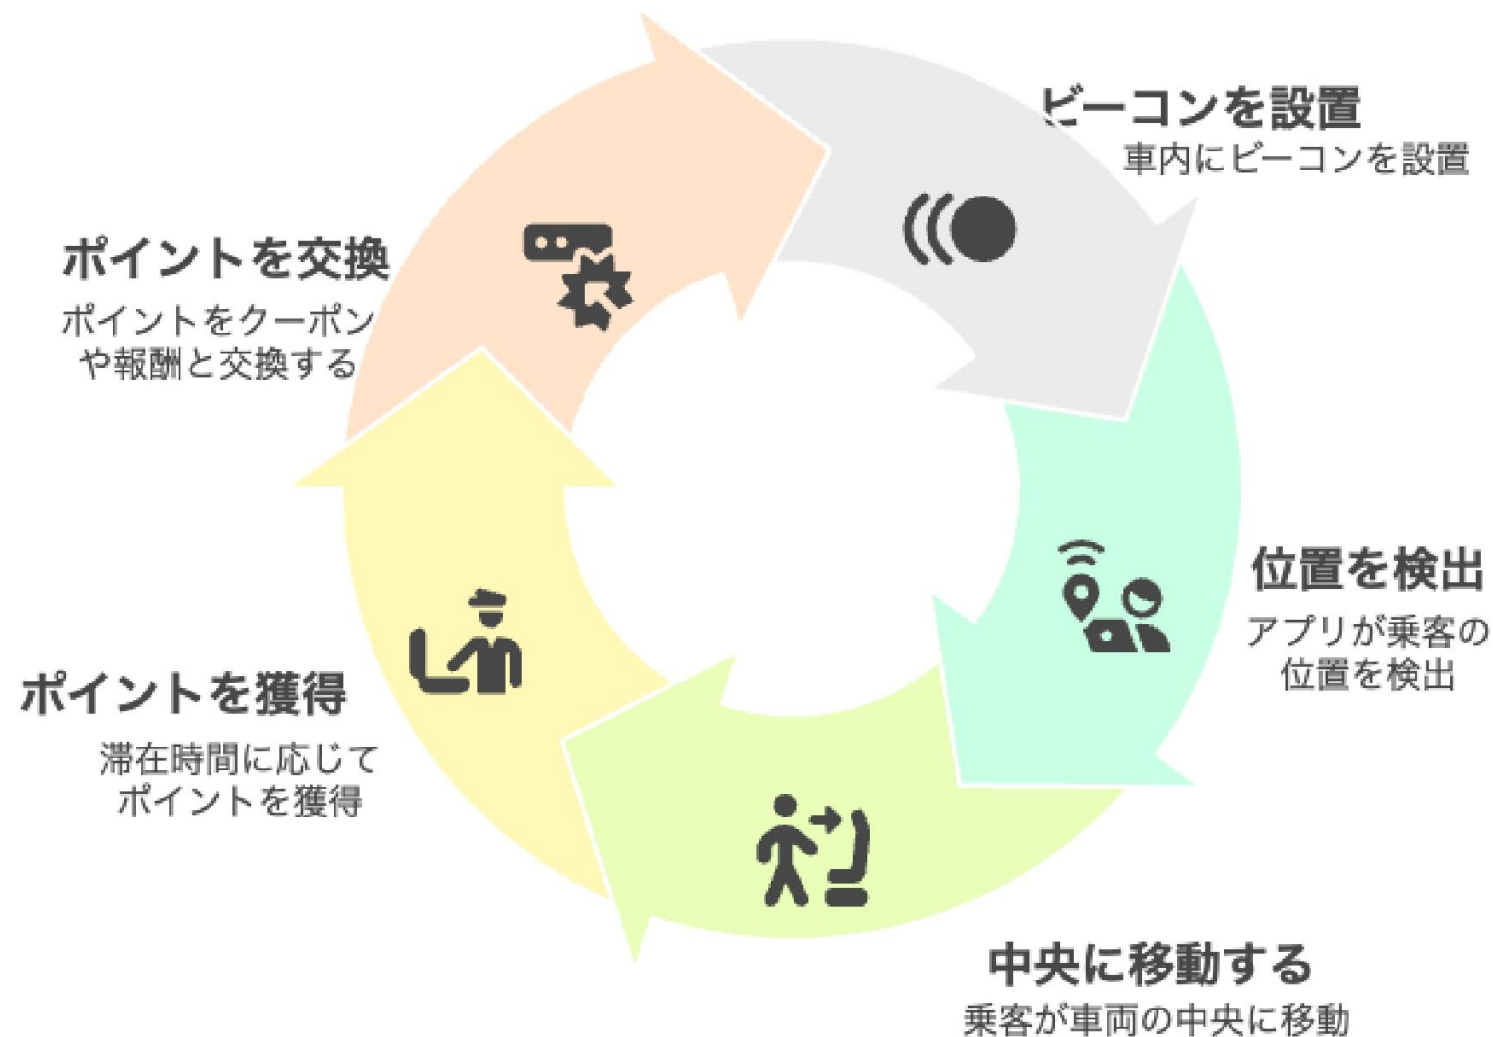 ビーコンを設置
車内にビーコンを設置
位置を検出
アプリが乗客の
位置を検出
中央に移動する
乗客が車両の中央に移動
ポイントを獲得
滞在時間に応じて
ポイントを獲得
ポイントを交換
ポイントをクーポン
や報酬と交換する